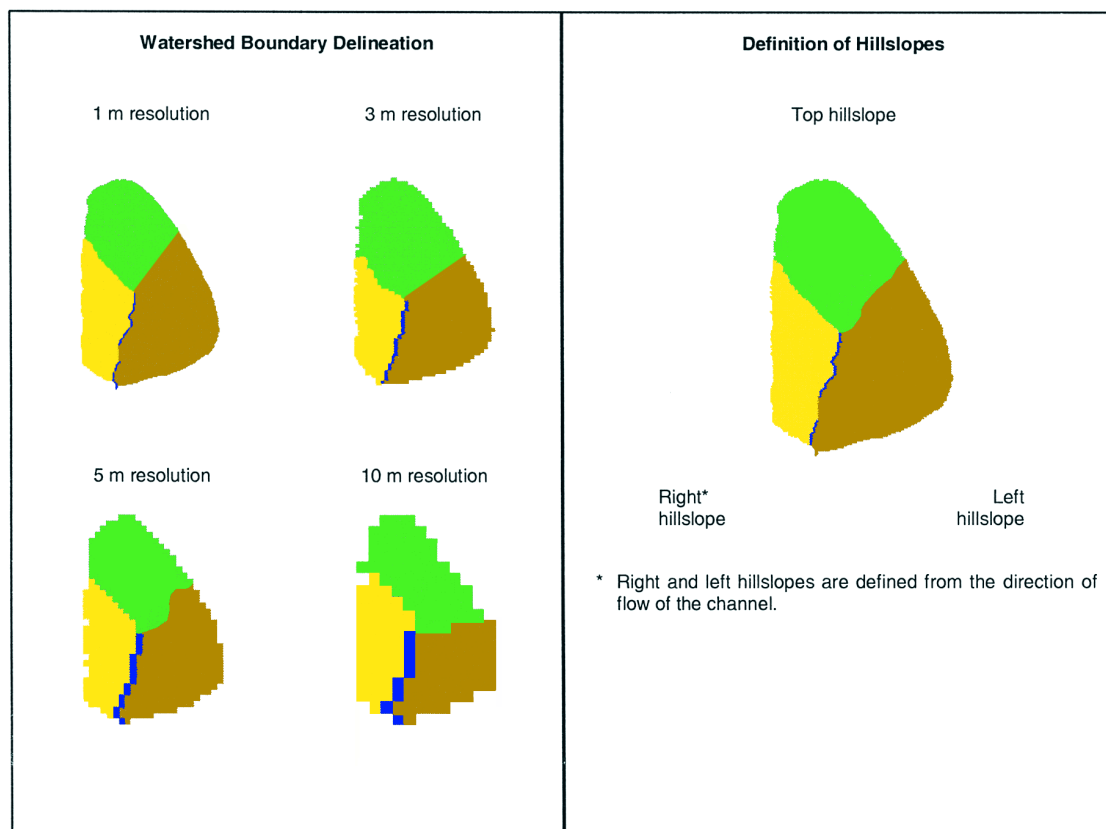 Watershed Boundary Delineation
1 m resolution
3 m resolution
5 m resolution
10 m resolution
Definition of Hillslopes
Top hillslope
Right*
hillslope
Left
hillslope
* Right and left hillslopes are defined from the direction of
flow of the channel.